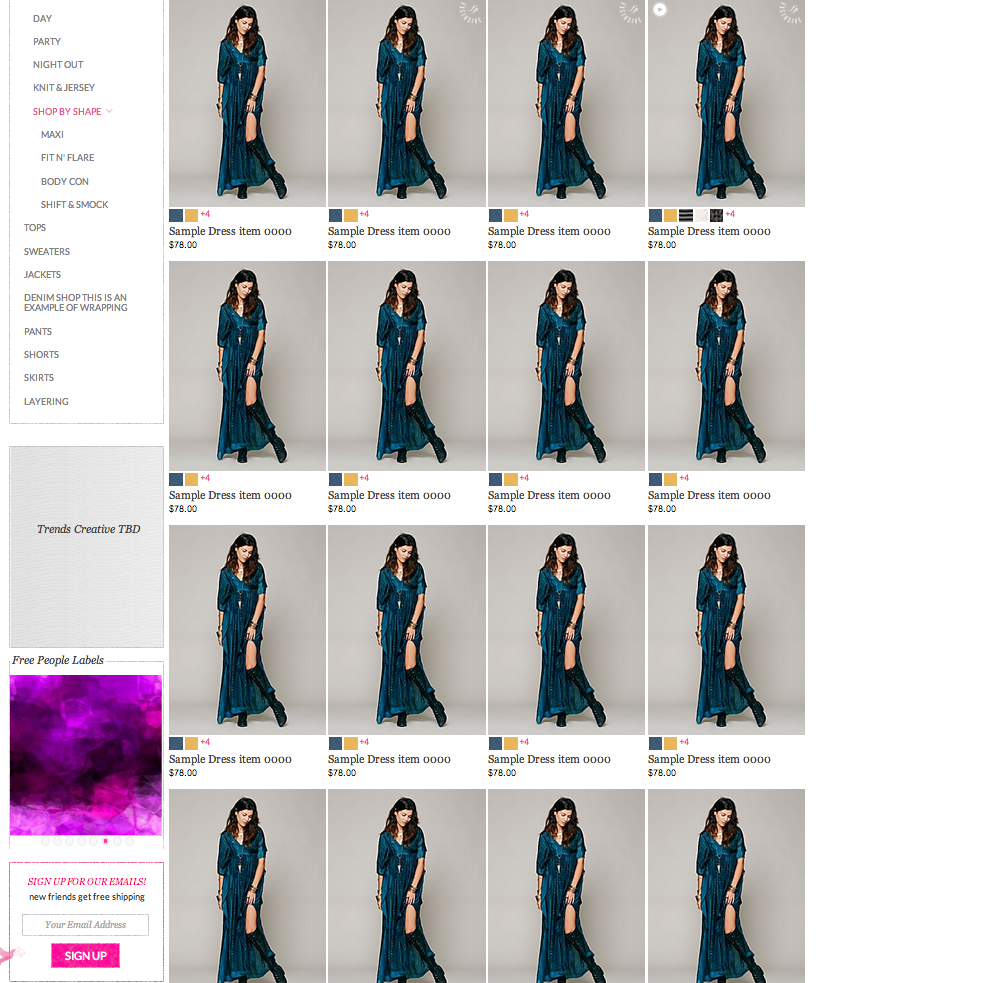 DAY
PARTY
NIGHT OUT
KNIT & JERSEY
SHOP BY SHAPE
MAXI
FIT N' FLARE
BODY CON
SHIFT & SMOCK
TOPS
SWEATERS
JACKETS
DENIM SHOP THIS IS AN
EXAMPLE OF WRAPPING
PANTS
SHORTS
SKIRTS
LAYERING
Trends Creative TBD
Free People Labels
SIGN UP FOR OUR EMAILS!
new friends get free shipping
Your Email Address
SIGN UP
+4
+4
+4
+4
Sample Dress item 0000
Sample Dress item 0000
Sample Dress item 0000
Sample Dress item 0000
$78.00
$78.00
$78.00
$78.00
+4
+4
+4
+4
Sample Dress item 0000
Sample Dress item 0000
Sample Dress item 0000
Sample Dress item 0000
$78.00
$78.00
$78.00
$78.00
+4
+4
+4
+4
Sample Dress item 0000
Sample Dress item 0000
Sample Dress item 0000
Sample Dress item 0000
$78.00
$78.00
$78.00
$78.00